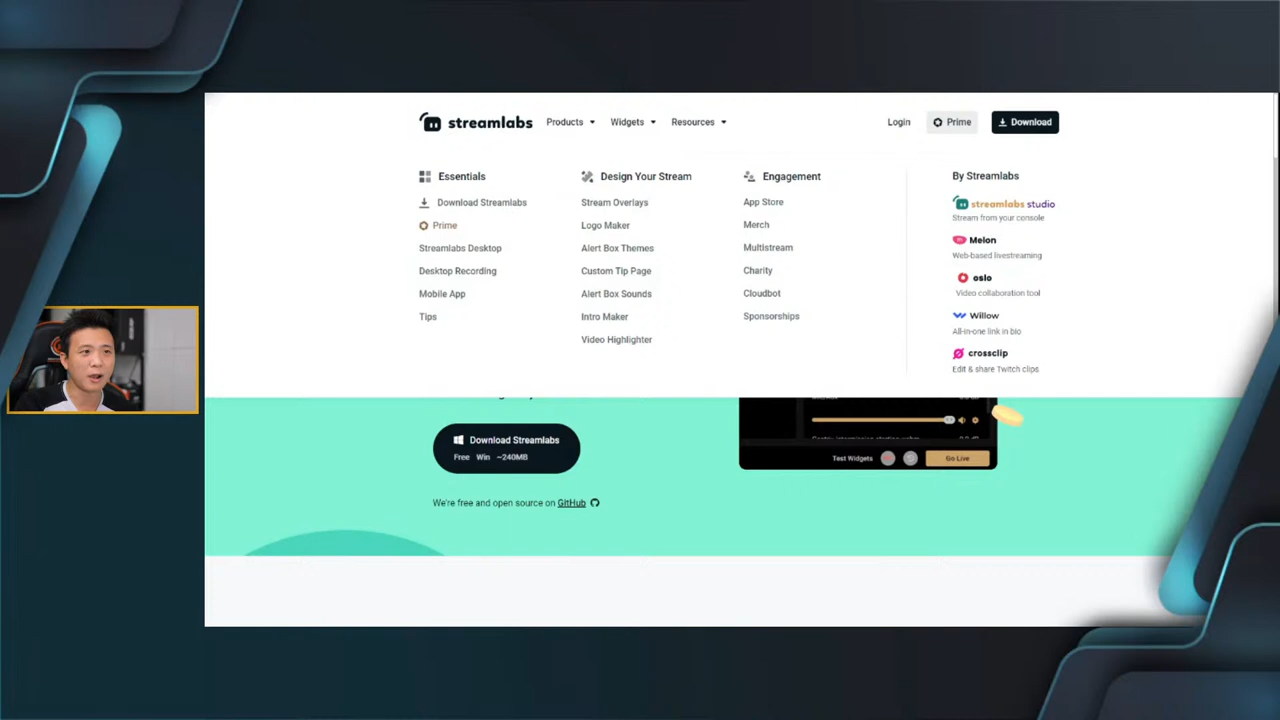 streamlabs
Products
Widgets
Resources
Login
Prime
Download
Essentials
Download Streamlabs
Prime
Streamlabs Desktop
Desktop Recording
Mobile App
Tips
Design Your Stream
Stream Overlays
Logo Maker
Alert Box Themes
Custom Tip Page
Alert Box Sounds
Intro Maker
Video Highlighter
Engagement
App Store
Merch
Multistream
Charity
Cloudbot
Sponsorships
By Streamlabs
streamlabs studio
Stream from your console
Melon
Web-based livestreaming
oslo
Video collaboration tool
Willow
All-in-one link in bio
crossclip
Edit & share Twitch clips
Download Streamlabs
Free Win ~240MB
We're free and open source on GitHub
Test Widgets
Go Live